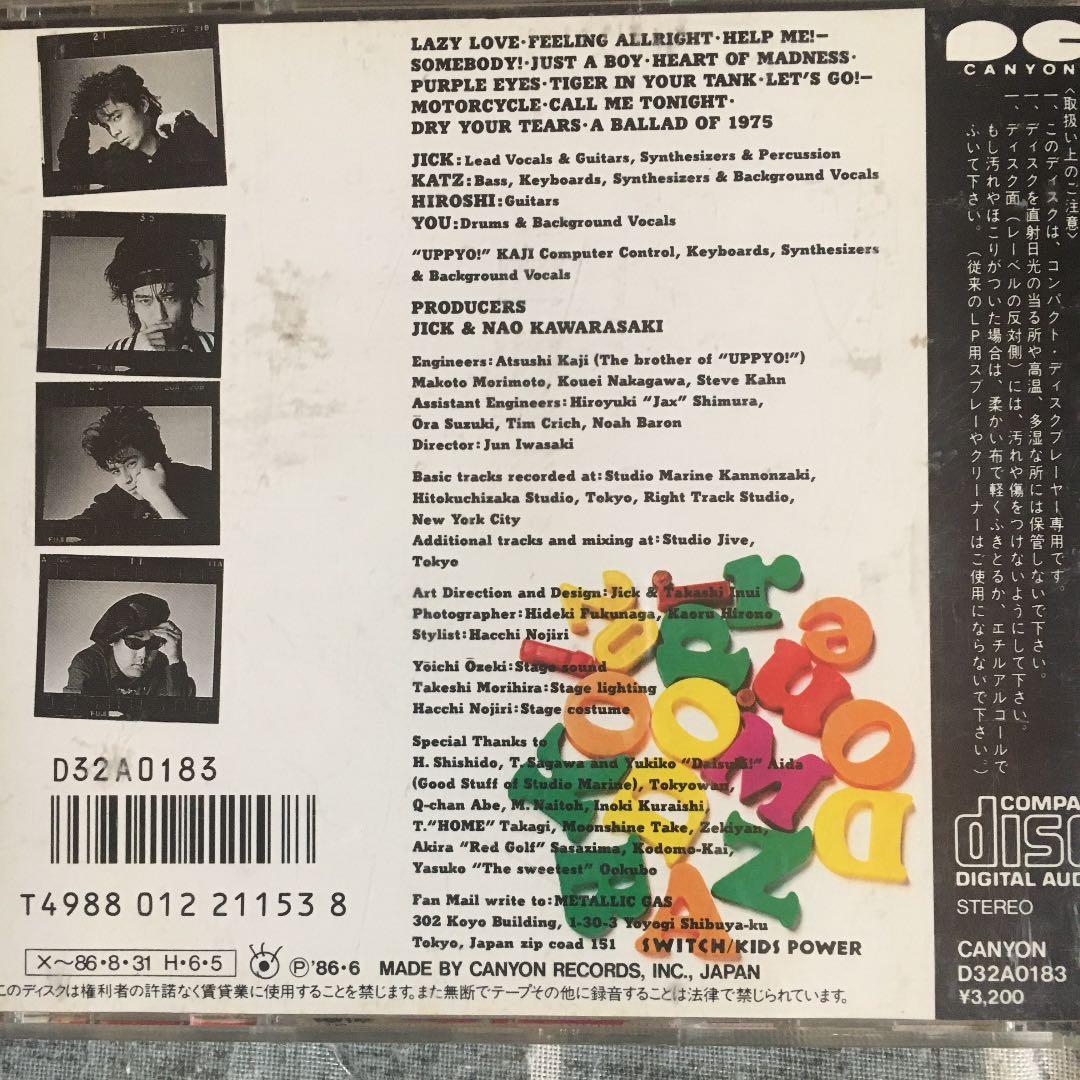 LAZY LOVE·FEELING ALLRIGHT·HELP ME!—
SOMEBODY!·JUST A BOY·HEART OF MADNESS·
PURPLE EYES·TIGER IN YOUR TANK·LET'S GO!—
MOTORCYCLE·CALL ME TONIGHT·
DRY YOUR TEARS·A BALLAD OF 1975
JICK:Lead Vocals & Guitars, Synthesizers & Percussion
KATZ:Bass, Keyboards, Synthesizers & Background Vocals
HIROSHI:Guitars
YOU:Drums & Background Vocals
"UPPYO!" KAJI Computer Control, Keyboards, Synthesizers
& Background Vocals
PRODUCERS
JICK & NAO KAWARASAKI
Engineers:Atsushi Kaji (The brother of "UPPYO!")
Makoto Morimoto, Kouei Nakagawa, Steve Kahn
Assistant Engineers:Hiroyuki "Jax" Shimura,
Ōra Suzuki, Tim Crich, Noah Baron
Director:Jun Iwasaki
Basic tracks recorded at:Studio Marine Kannonzaki,
Hitokuchizaka Studio, Tokyo, Right Track Studio,
New York City
Additional tracks and mixing at:Studio Jive,
Tokyo
Art Direction and Design:Jick & Takashi Inui
Photographer:Hideki Fukunaga, Kaoru Hirono
Stylist:Hacchi Nojiri
Yōichi Ōzeki:Stage sound
Takeshi Morihira:Stage lighting
Hacchi Nojiri:Stage costume
Special Thanks to
H. Shishido, T. Sagawa and Yukiko "Daisuki!" Aida
(Good Stuff of Studio Marine), Tokyowan,
Q-chan Abe, M. Naitoh, Inoki Kuraishi,
T."HOME" Takagi, Moonshine Take, Zekiyan,
Akira "Red Golf" Sasazima, Kodomo-Kai,
Yasuko "The sweetest" Ookubo
Fan Mail write to:METALLIC GAS
302 Koyo Building, 1-30-3 Yoyogi Shibuya-ku
Tokyo, Japan zip coad 151
SWITCH/KIDS POWER
D32A0183
T4988 012 21153 8
X〜86·8·31 H·6·5
Ⓟ'86·6 MADE BY CANYON RECORDS, INC., JAPAN
このディスクは権利者の許諾なく賃貸業に使用することを禁じます。また無断でテープその他に録音することは法律で禁じられています。
CANYON
〈取扱い上のご注意〉
一、このディスクは、コンパクト・ディスクプレーヤー専用です。
一、ディスクを直射日光の当る所や高温、多湿な所には保管しないで下さい。
一、ディスク面(レーベルの反対側)には、汚れや傷をつけないようにして下さい。
もし汚れやほこりがついた場合は、柔かい布で軽くふきとるか、エチルアルコールで
ふいて下さい。(従来のLP用スプレーやクリーナーはご使用にならないで下さい。)
COMPA
disc
DIGITAL AUD
STEREO
CANYON
D32A0183
¥3,200